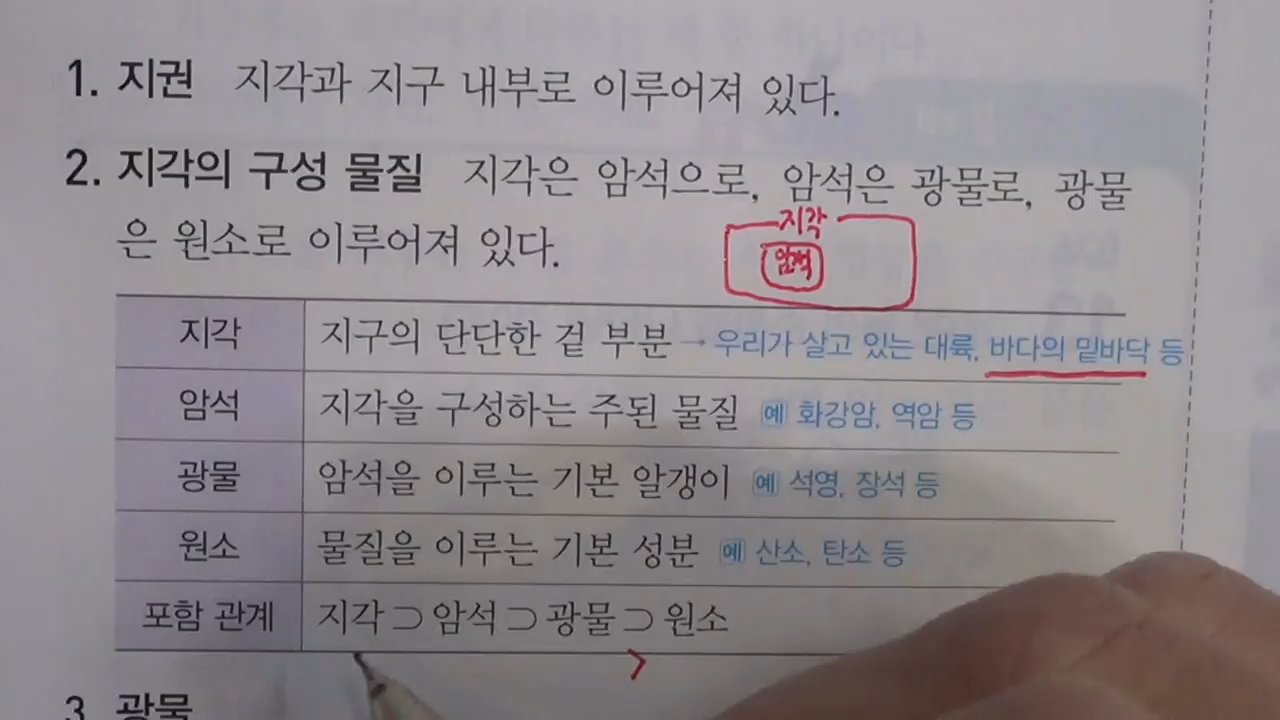 1. 지권 지각과 지구 내부로 이루어져 있다.
2. 지각의 구성 물질 지각은 암석으로, 암석은 광물로, 광물
은 원소로 이루어져 있다.
지각
암석
지각 지구의 단단한 겉 부분 → 우리가 살고 있는 대륙, 바다의 밑바닥 등
암석 지각을 구성하는 주된 물질 예 화강암, 역암 등
광물 암석을 이루는 기본 알갱이 예 석영, 장석 등
원소 물질을 이루는 기본 성분 예 산소, 탄소 등
포함 관계 지각⊃암석⊃광물⊃원소
>
3. 광물